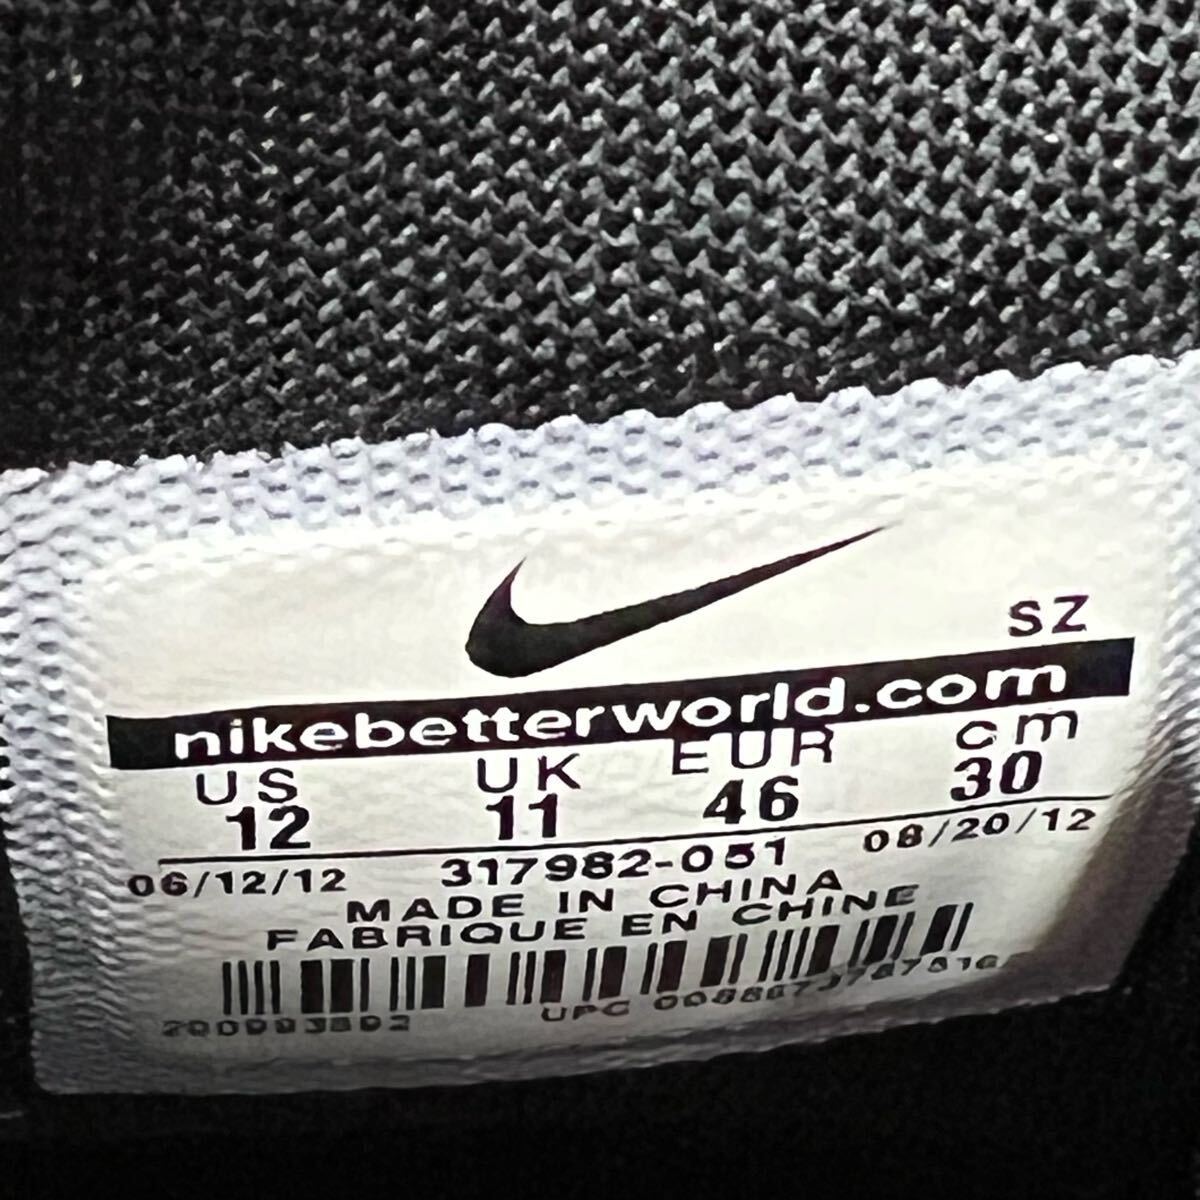 SZ
nikebetterworld.com
US UK EUR cm
12 11 46 30
06/12/12 317982-051 08/20/12
MADE IN CHINA
FABRIQUE EN CHINE
UPC